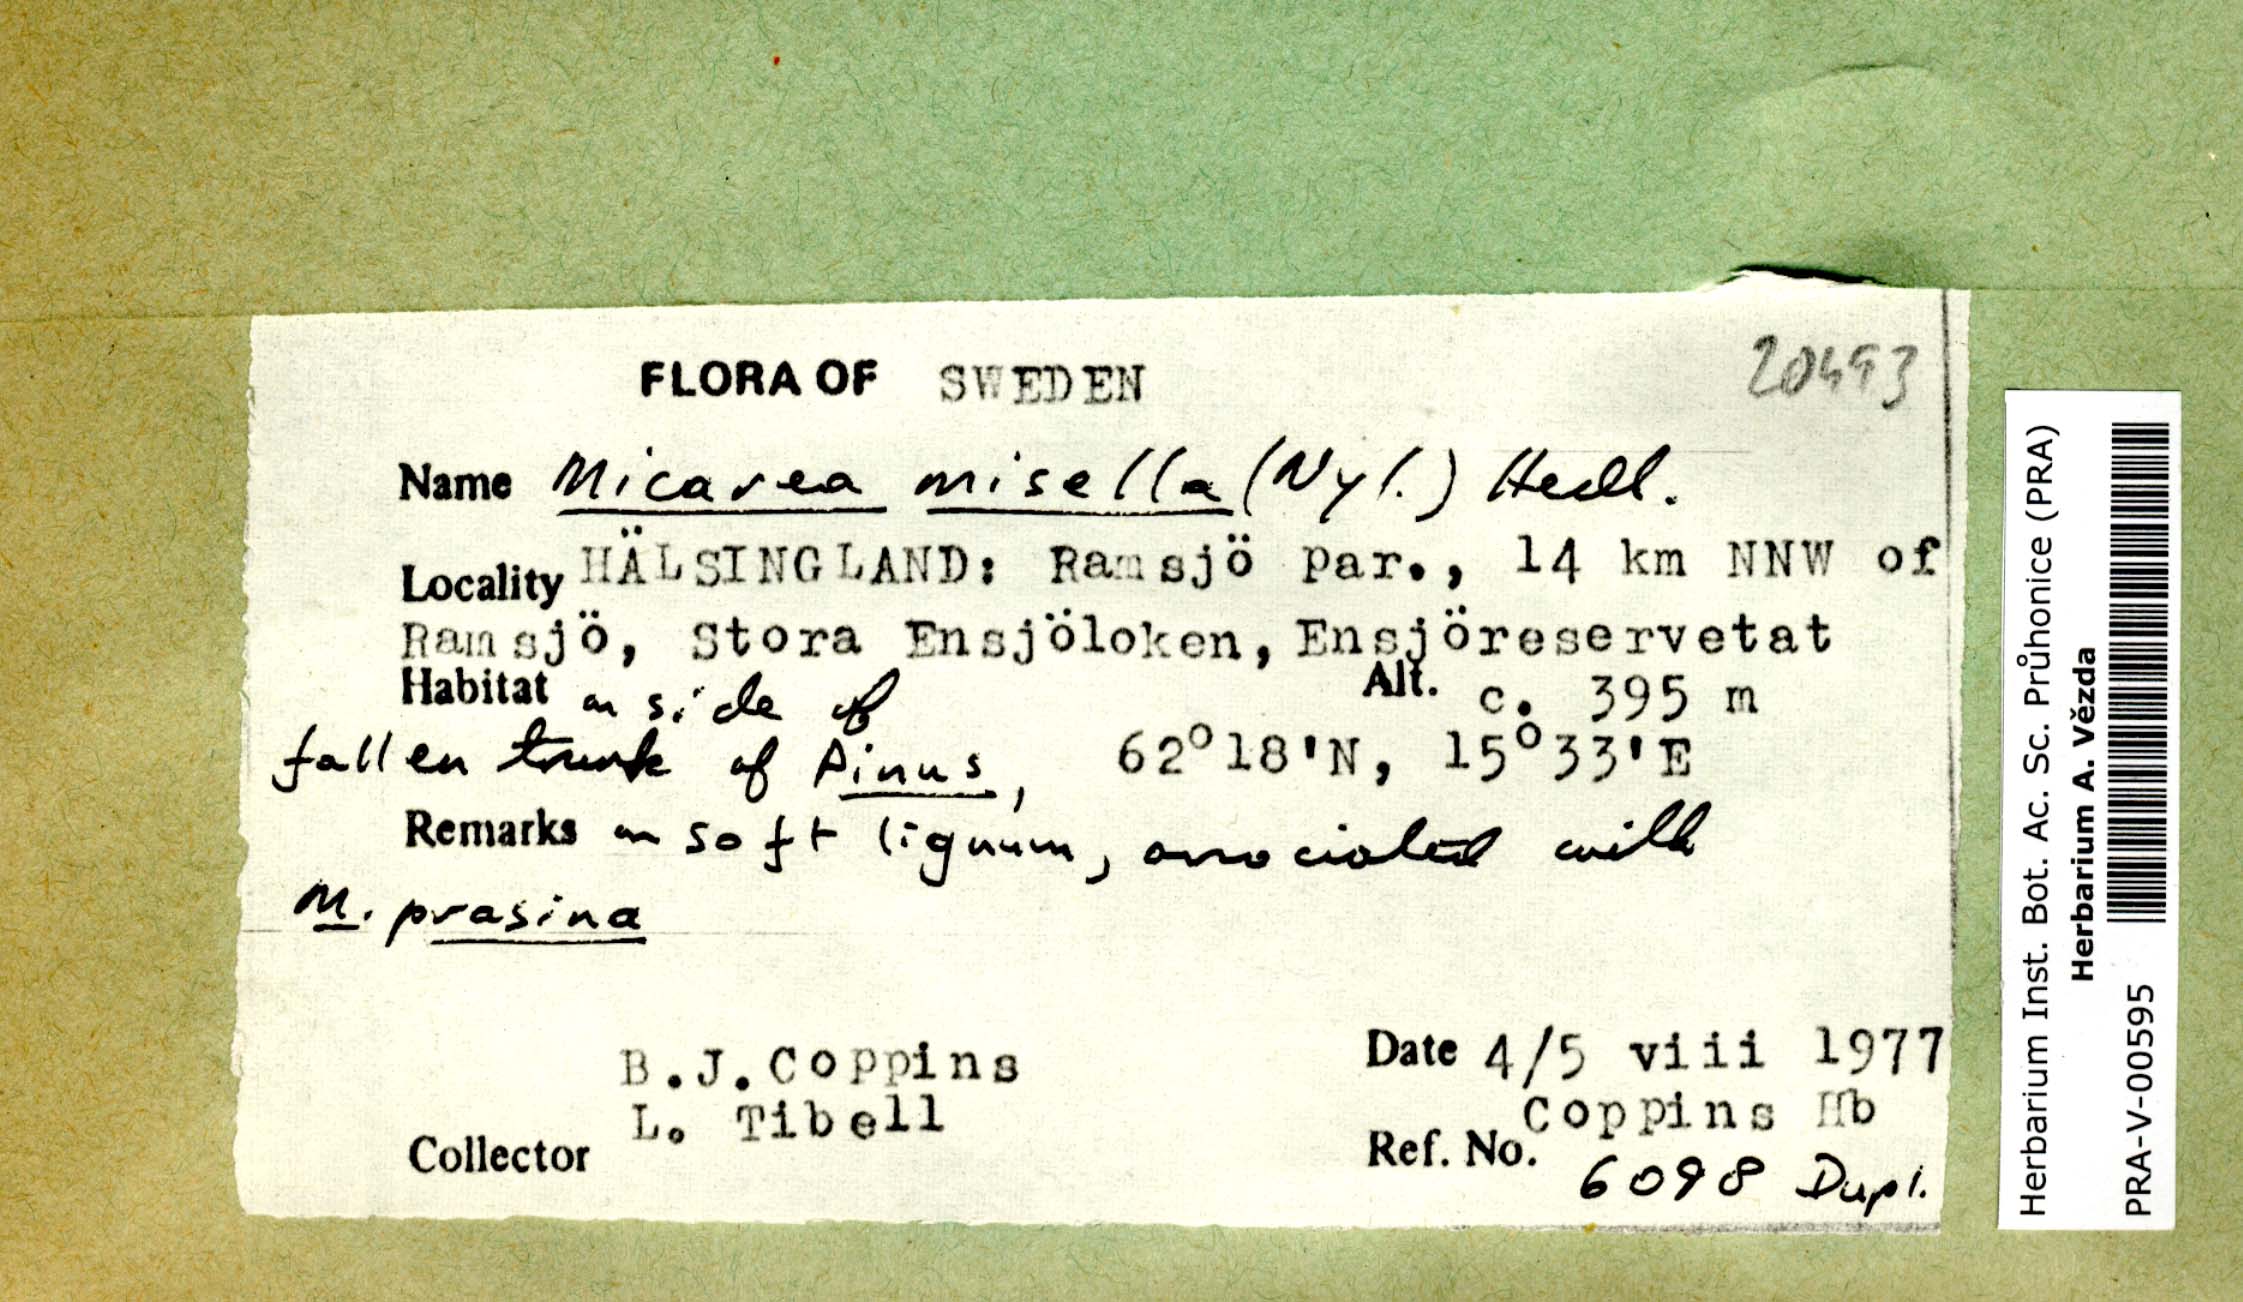 FLORA OF SWEDEN
20493
Name Micarea misella (Nyl.) Hedl.
Locality HÄLSINGLAND: Ramsjö par., 14 km NNW of
Ramsjö, Stora Ensjöloken, Ensjöreservetat
Habitat on side of Alt. c. 395 m
fallen trunk of Pinus, 62°18'N, 15°33'E
Remarks on soft lignum, associated with
M. prasina
B.J.Coppins
L. Tibell
Collector
Date 4/5 viii 1977
Coppins Hb
Ref. No. 6098 Dupl.
Herbarium Inst. Bot. Ac. Sc. Průhonice (PRA)
Herbarium A. Vězda
PRA-V-00595